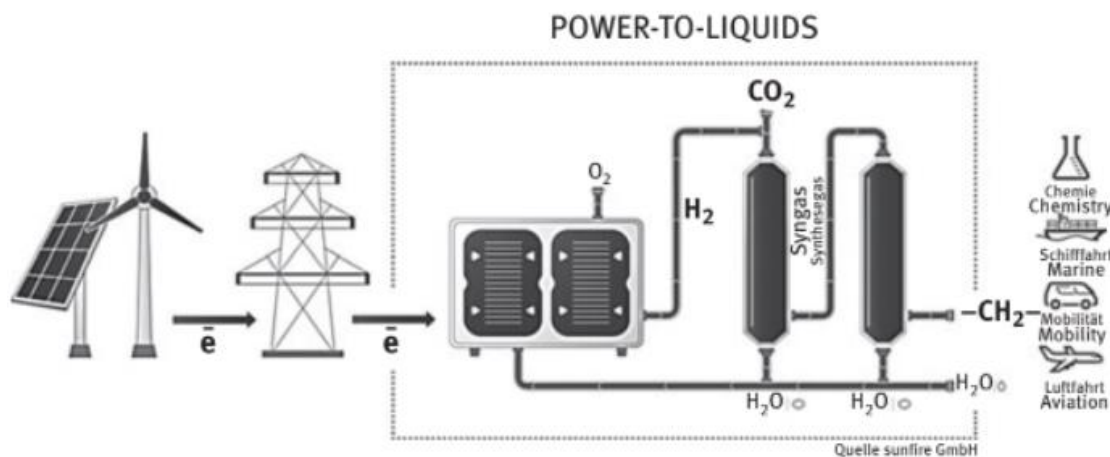 POWER-TO-LIQUIDS
CO₂
O₂
H₂
Syngas
Synthesegas
ē
ē
H₂O
H₂O
H₂O
–CH₂–
Chemie
Chemistry
Schifffahrt
Marine
Mobilität
Mobility
Luftfahrt
Aviation
Quelle sunfire GmbH